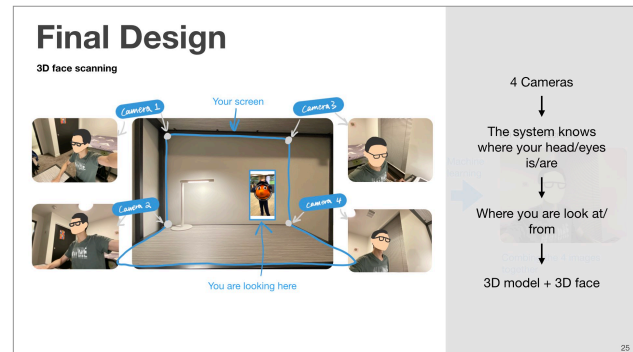 Final Design
3D face scanning
Your screen
Camera 1
Camera 3
Camera 2
Camera 4
You are looking here
4 Cameras
The system knows
where your head/eyes
is/are
Where you are look at/
from
3D model + 3D face
25